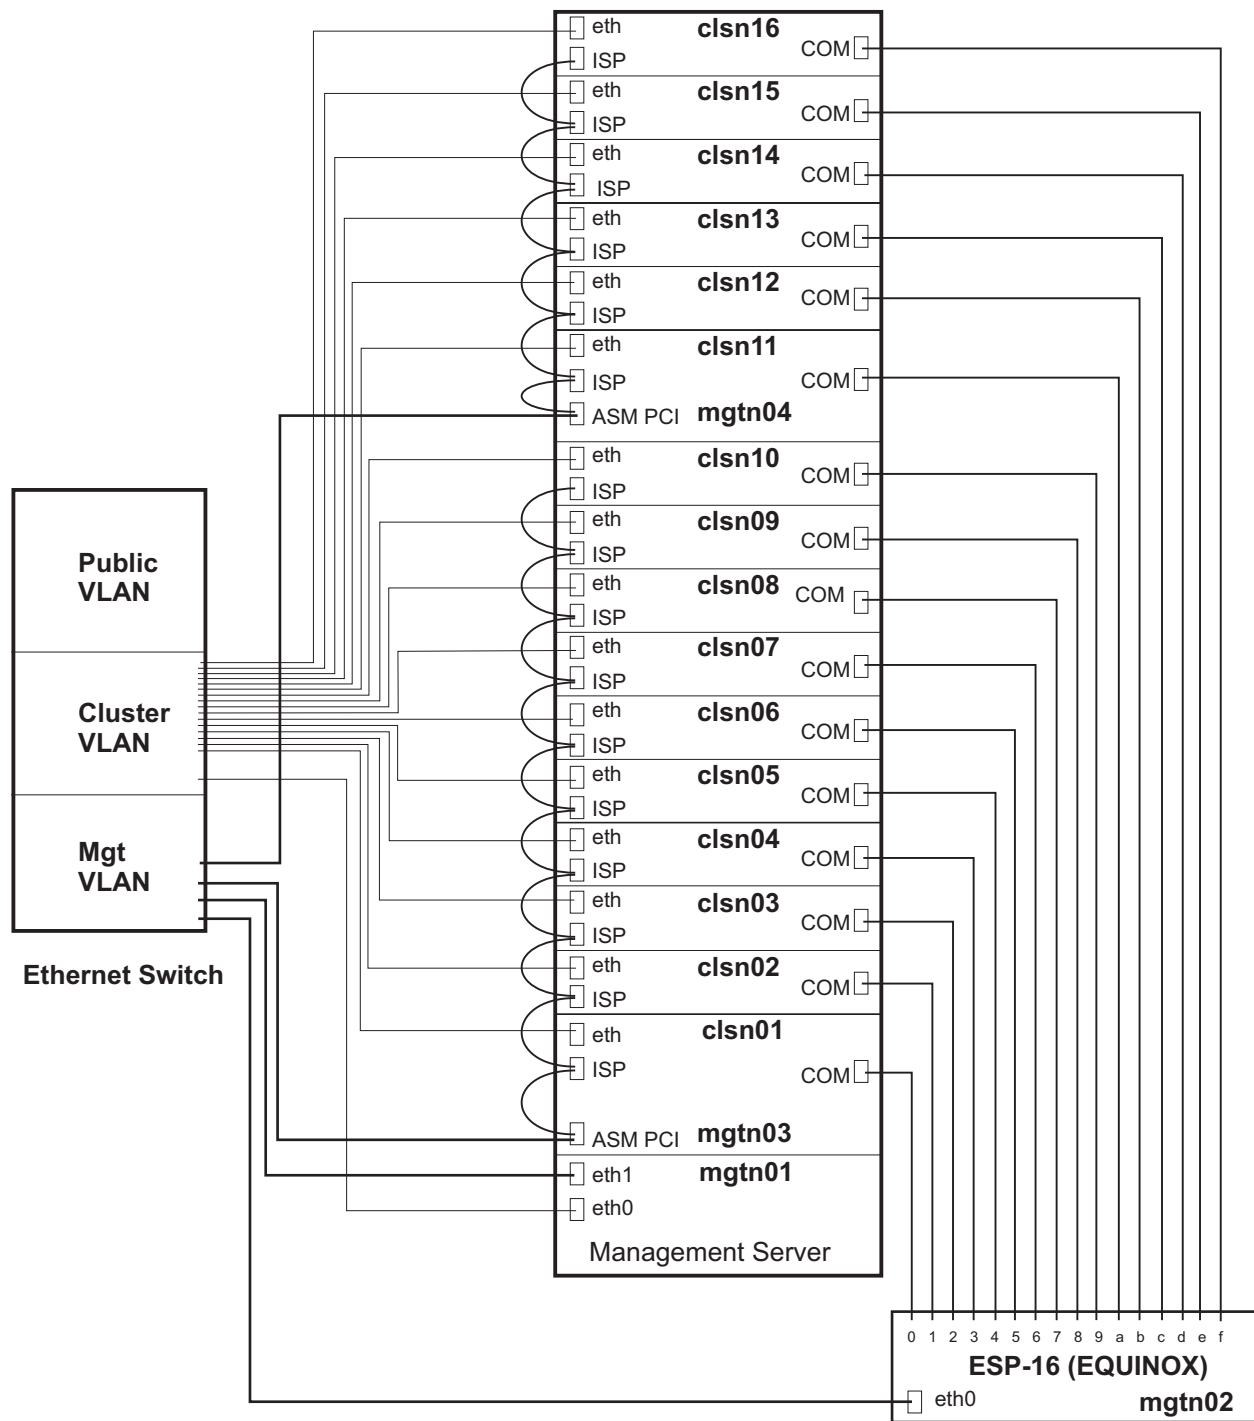 eth clsn16
COM
ISP
eth clsn15
COM
ISP
eth clsn14
COM
ISP
eth clsn13
COM
ISP
eth clsn12
COM
ISP
eth clsn11
ISP COM
ASM PCI mgtn04
eth clsn10
COM
ISP
eth clsn09
COM
ISP
eth clsn08
COM
ISP
eth clsn07
COM
ISP
eth clsn06
COM
ISP
eth clsn05
COM
ISP
eth clsn04
COM
ISP
eth clsn03
COM
ISP
eth clsn02
COM
ISP
eth clsn01
ISP
COM
ASM PCI mgtn03
eth1 mgtn01
eth0
Management Server
Public
VLAN
Cluster
VLAN
Mgt
VLAN
Ethernet Switch
0 1 2 3 4 5 6 7 8 9 a b c d e f
ESP-16 (EQUINOX)
eth0 mgtn02